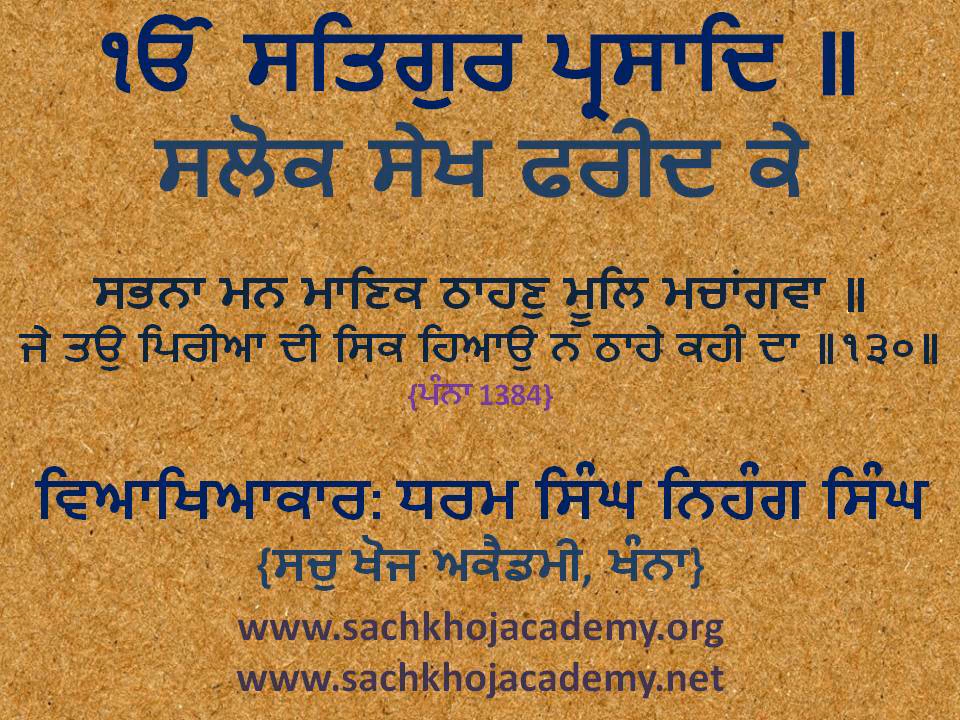 ੴ ਸਤਿਗੁਰ ਪ੍ਰਸਾਦਿ ॥
ਸਲੋਕ ਸੇਖ ਫਰੀਦ ਕੇ
ਸਭਨਾ ਮਨ ਮਾਣਿਕ ਠਾਹਣੁ ਮੂਲਿ ਮਚਾਂਗਵਾ ॥
ਜੇ ਤਉ ਪਿਰੀਆ ਦੀ ਸਿਕ ਹਿਆਉ ਨ ਠਾਹੇ ਕਹੀ ਦਾ ॥੧੩੦॥
{ਪੰਨਾ 1384}
ਵਿਆਖਿਆਕਾਰ: ਧਰਮ ਸਿੰਘ ਨਿਹੰਗ ਸਿੰਘ
{ਸਚੁ ਖੋਜ ਅਕੈਡਮੀ, ਖੰਨਾ}
www.sachkhojacademy.org
www.sachkhojacademy.net